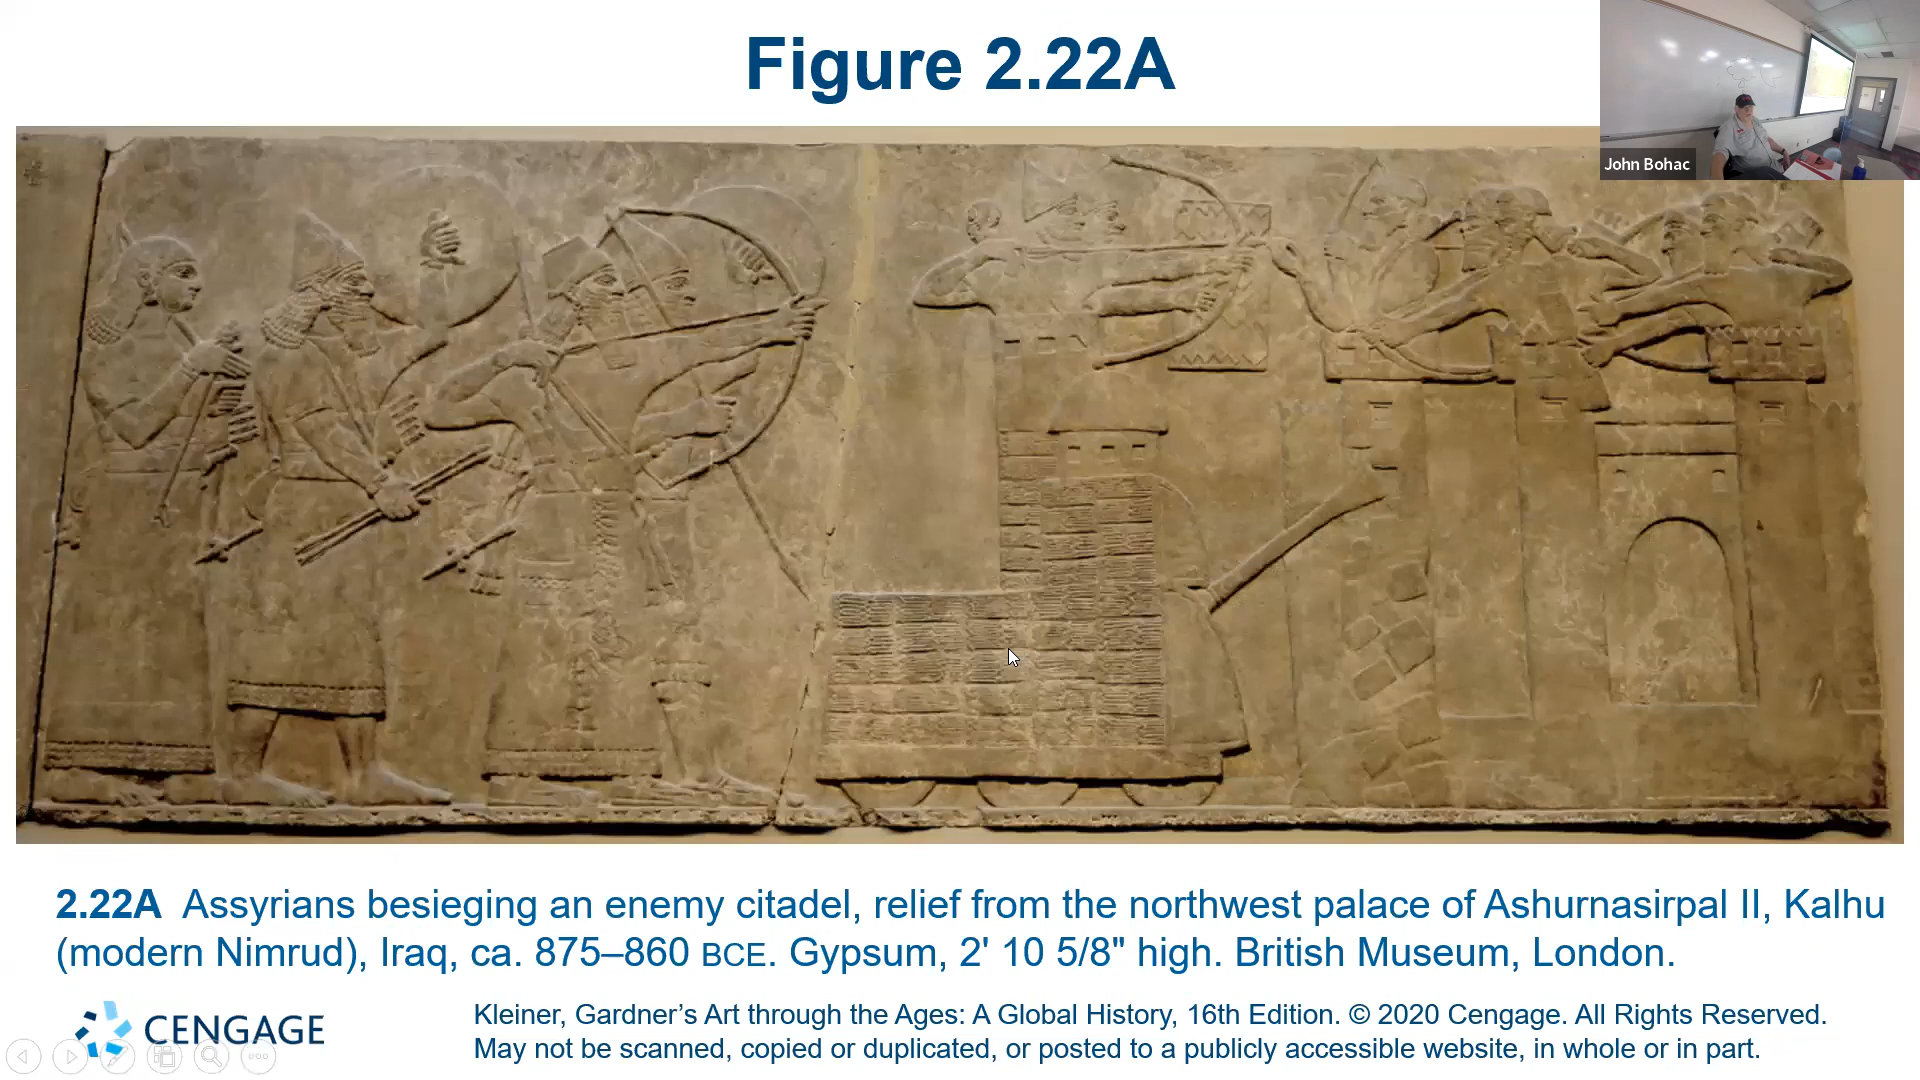 Figure 2.22A
John Bohac
2.22A Assyrians besieging an enemy citadel, relief from the northwest palace of Ashurnasirpal II, Kalhu
(modern Nimrud), Iraq, ca. 875–860 BCE. Gypsum, 2' 10 5/8" high. British Museum, London.
CENGAGE
Kleiner, Gardner’s Art through the Ages: A Global History, 16th Edition. © 2020 Cengage. All Rights Reserved.
May not be scanned, copied or duplicated, or posted to a publicly accessible website, in whole or in part.